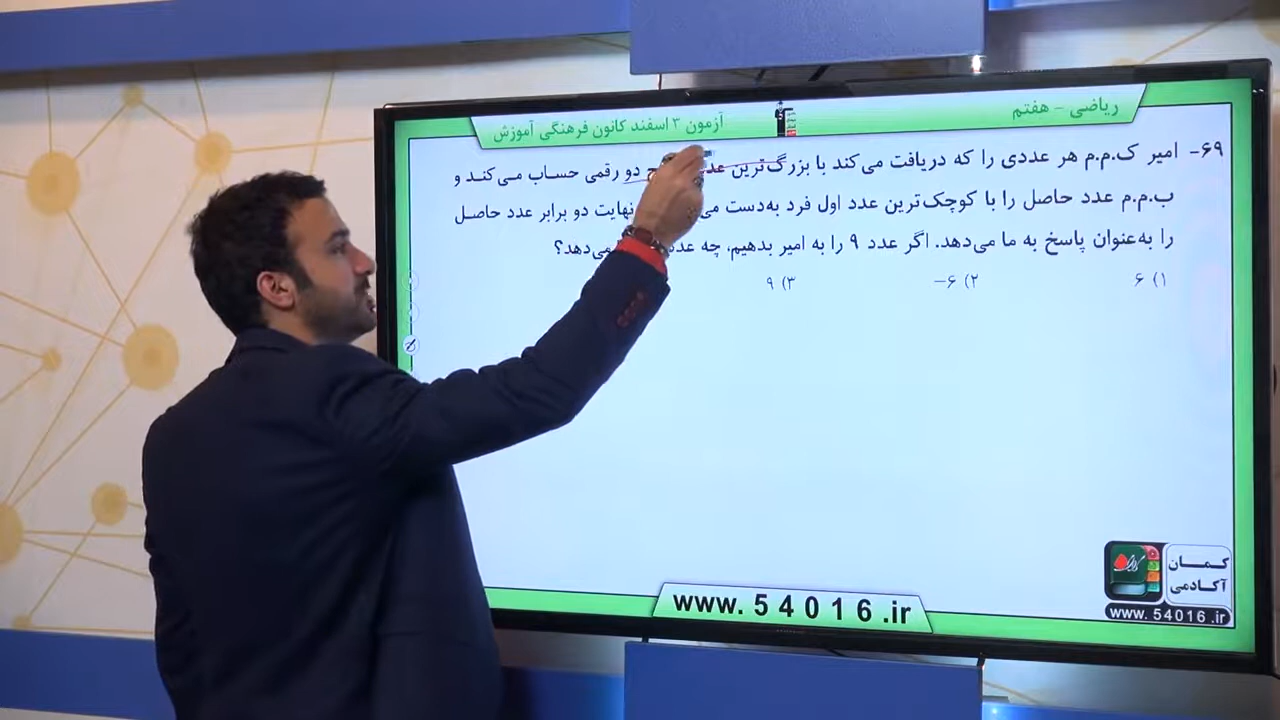 ریاضی - هفتم
آزمون ۳ اسفند کانون فرهنگی آموزش
۶۹- امیر ک.م.م هر عددی را که دریافت می‌کند با بزرگ‌ترین دو رقمی حساب می‌کند و
ب.م.م عدد حاصل را با کوچک‌ترین عدد اول فرد به‌دست نهایت دو برابر عدد حاصل
را به‌عنوان پاسخ به ما می‌دهد. اگر عدد ۹ را به امیر بدهیم، چه می‌دهد؟
۱) ۶ ۲) ۶− ۳) ۹
کمان
آکادمی
www. 54016 .ir
www. 5 4 0 1 6 .ir